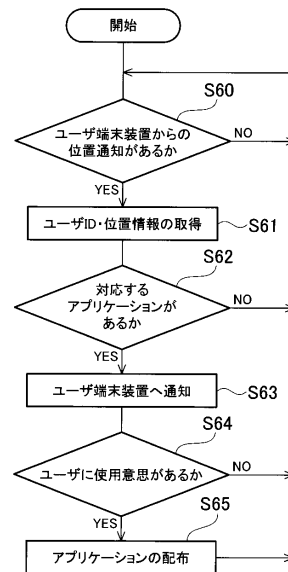 開始
S60
ユーザ端末装置からの
位置通知があるか
NO
YES
ユーザID・位置情報の取得
S61
S62
対応する
アプリケーションが
あるか
NO
YES
ユーザ端末装置へ通知
S63
S64
ユーザに使用意思があるか
NO
YES
S65
アプリケーションの配布